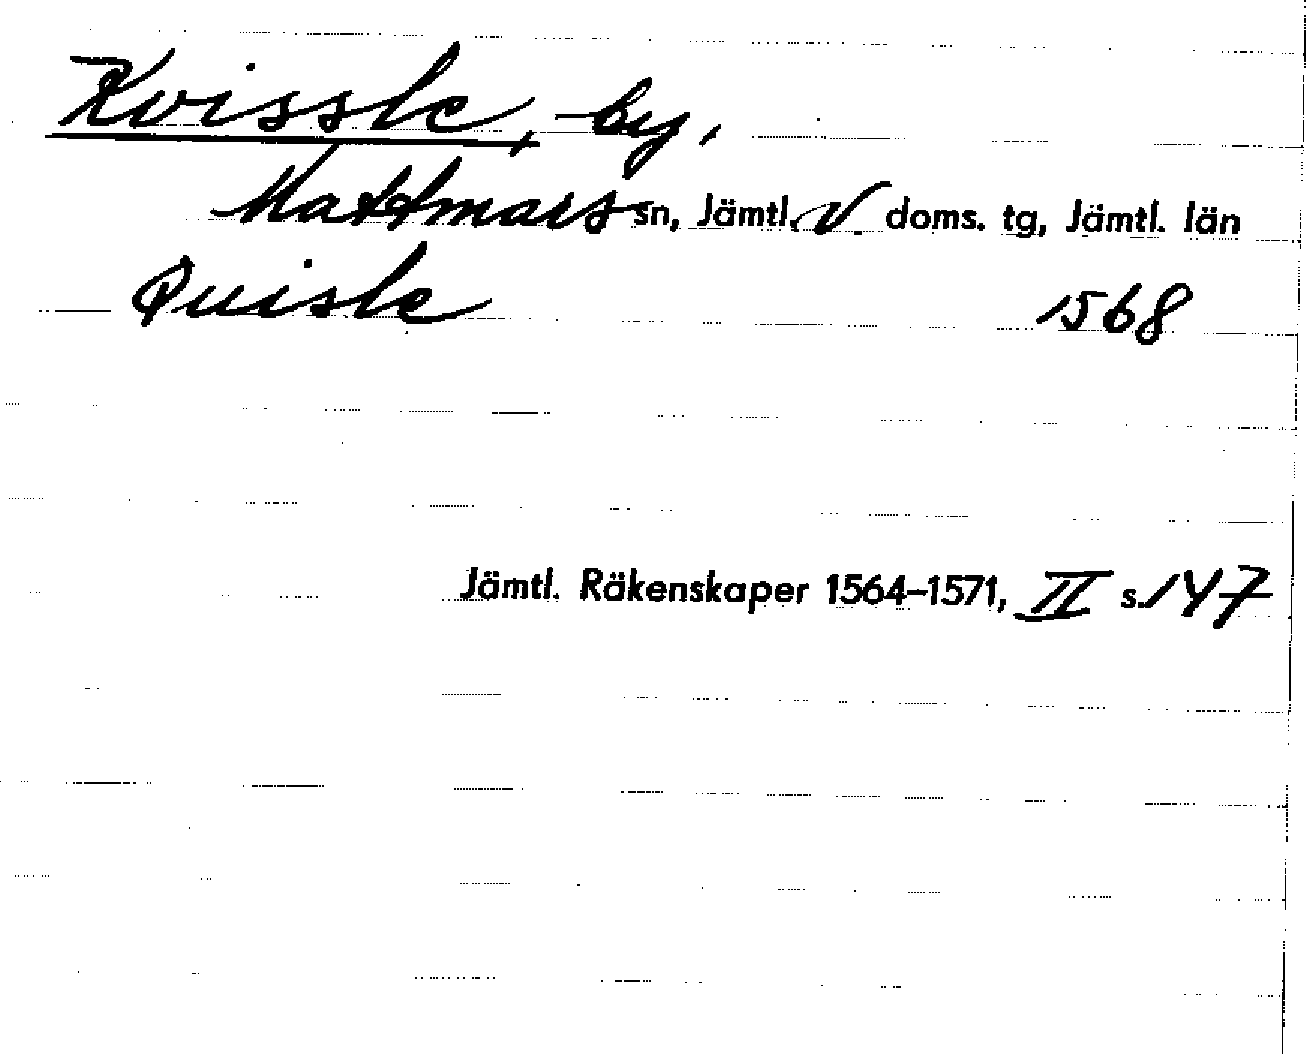 Kvissle, by,
Mattmars sn, Jämtl. V. doms. tg, Jämtl. län
Quisle 1568
Jämtl. Räkenskaper 1564–1571, II s. 147